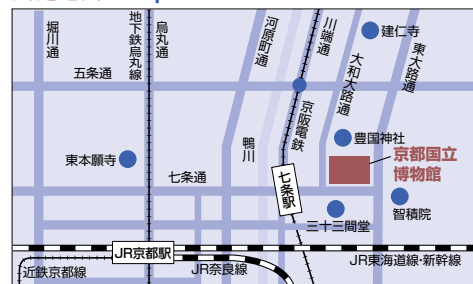 堀川通
地下鉄烏丸線
烏丸通
河原町通
川端通
建仁寺
大和大路通
東大路通
五条通
京阪電鉄
鴨川
豊国神社
京都国立
博物館
東本願寺
七条通
七条駅
智積院
三十三間堂
JR京都駅
近鉄京都線
JR奈良線
JR東海道線・新幹線